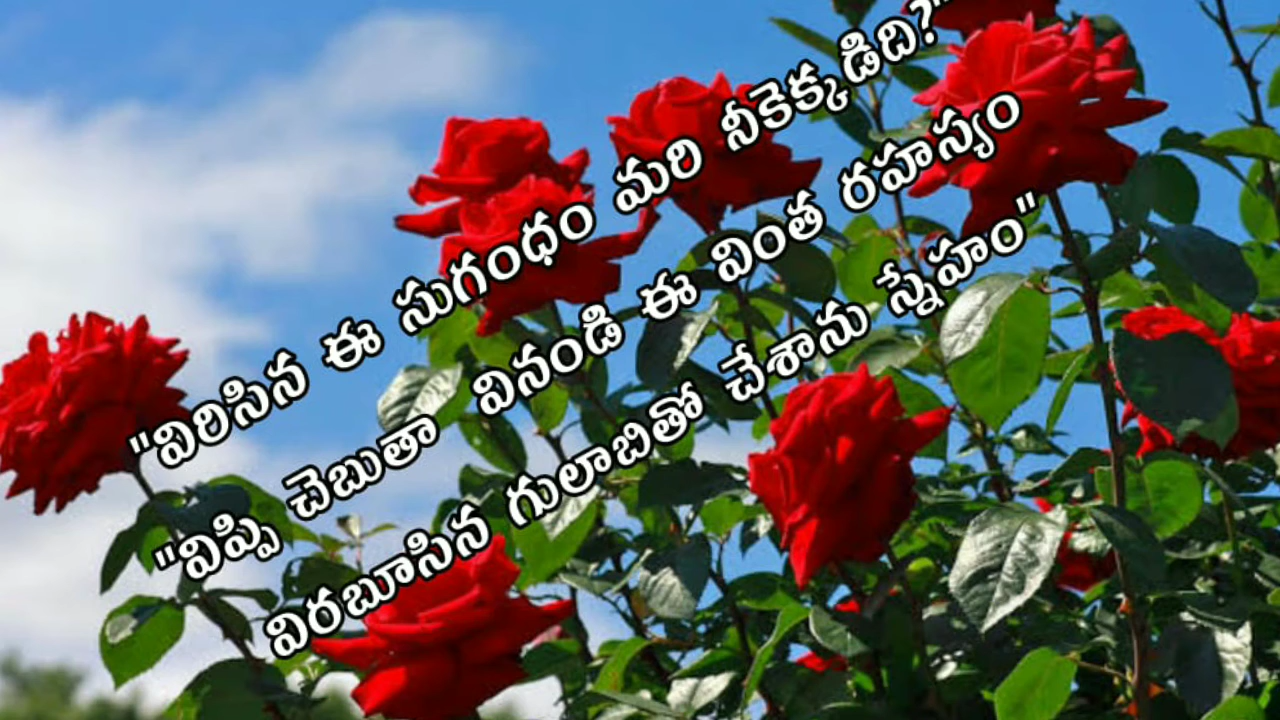 "విరిసిన ఈ సుగంధం మరి నీకెక్కడిది?"
"విప్పి చెబుతా వినండి ఈ వింత రహస్యం
విరబూసిన గులాబితో చేశాను స్నేహం"